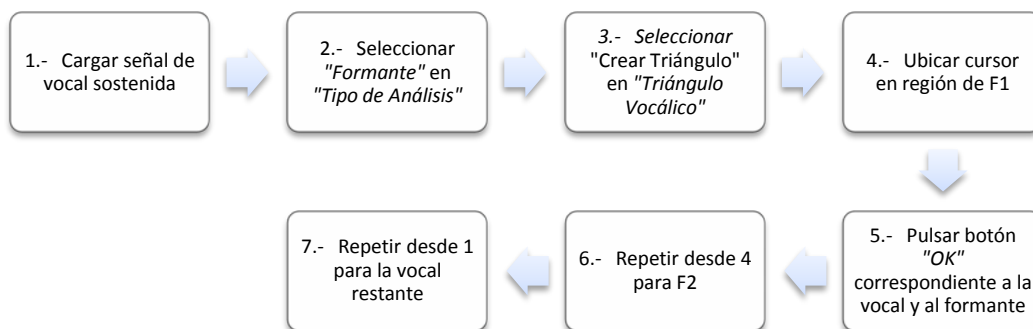 1.- Cargar señal de
vocal sostenida
2.- Seleccionar
"Formante" en
"Tipo de Análisis"
3.- Seleccionar
"Crear Triángulo"
en "Triángulo
Vocálico"
4.- Ubicar cursor
en región de F1
5.- Pulsar botón
"OK"
correspondiente a la
vocal y al formante
6.- Repetir desde 4
para F2
7.- Repetir desde 1
para la vocal
restante